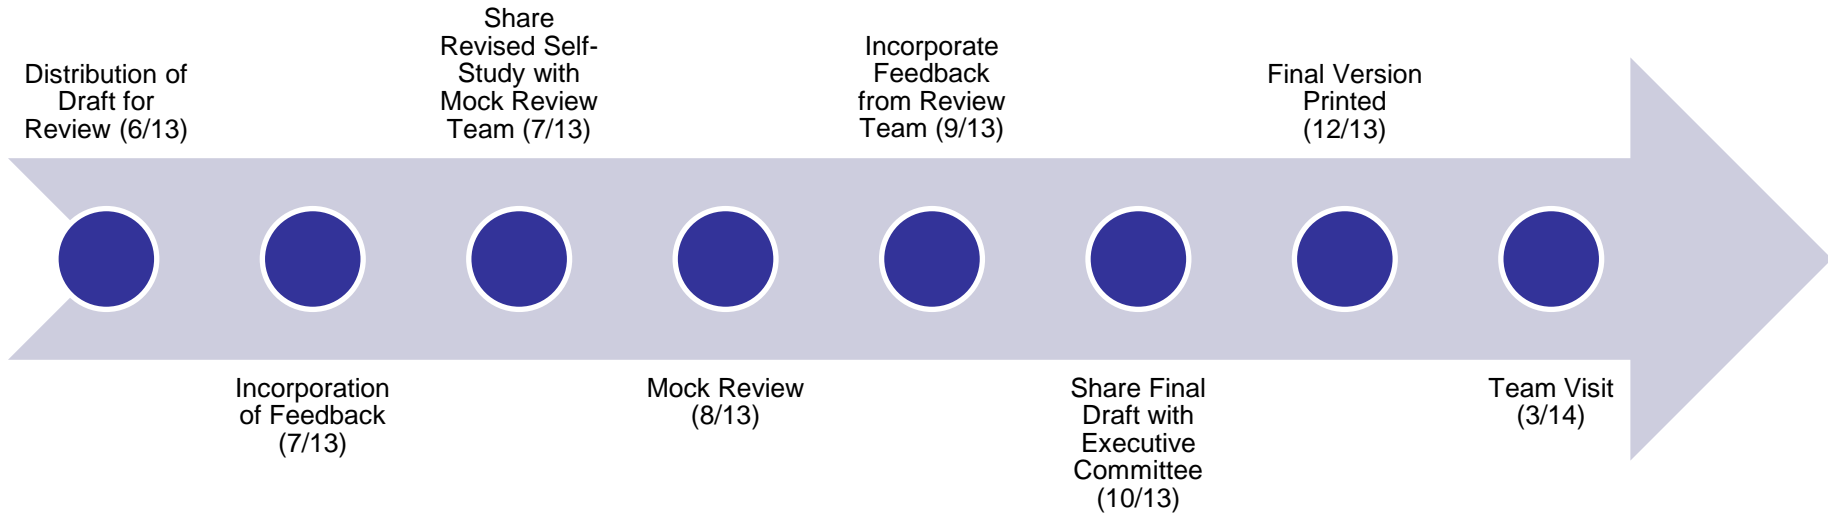 Distribution of
Draft for
Review (6/13)
Incorporation
of Feedback
(7/13)
Share
Revised Self-
Study with
Mock Review
Team (7/13)
Mock Review
(8/13)
Incorporate
Feedback
from Review
Team (9/13)
Share Final
Draft with
Executive
Committee
(10/13)
Final Version
Printed
(12/13)
Team Visit
(3/14)